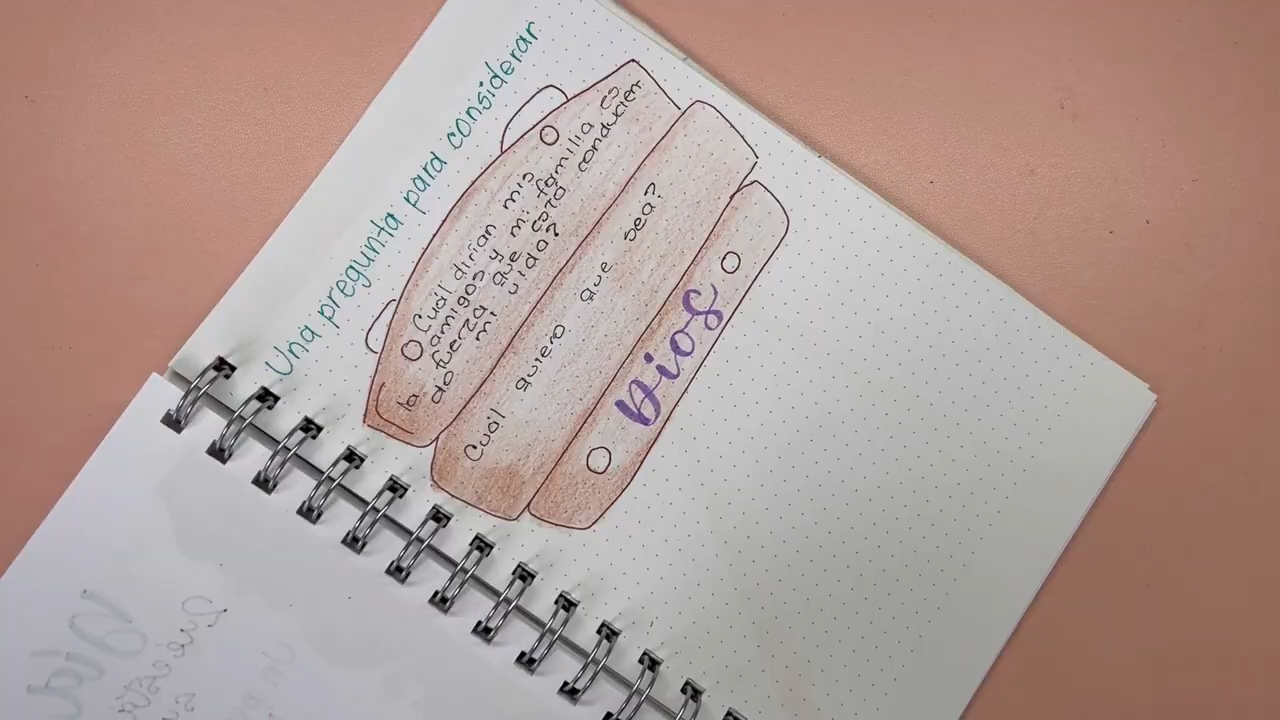 Una pregunta para considerar
¿Cuál dirían mis
amigos y mi familia es
la fuerza que está conducien
do mi vida?
Cuál quiero que sea?
Dios